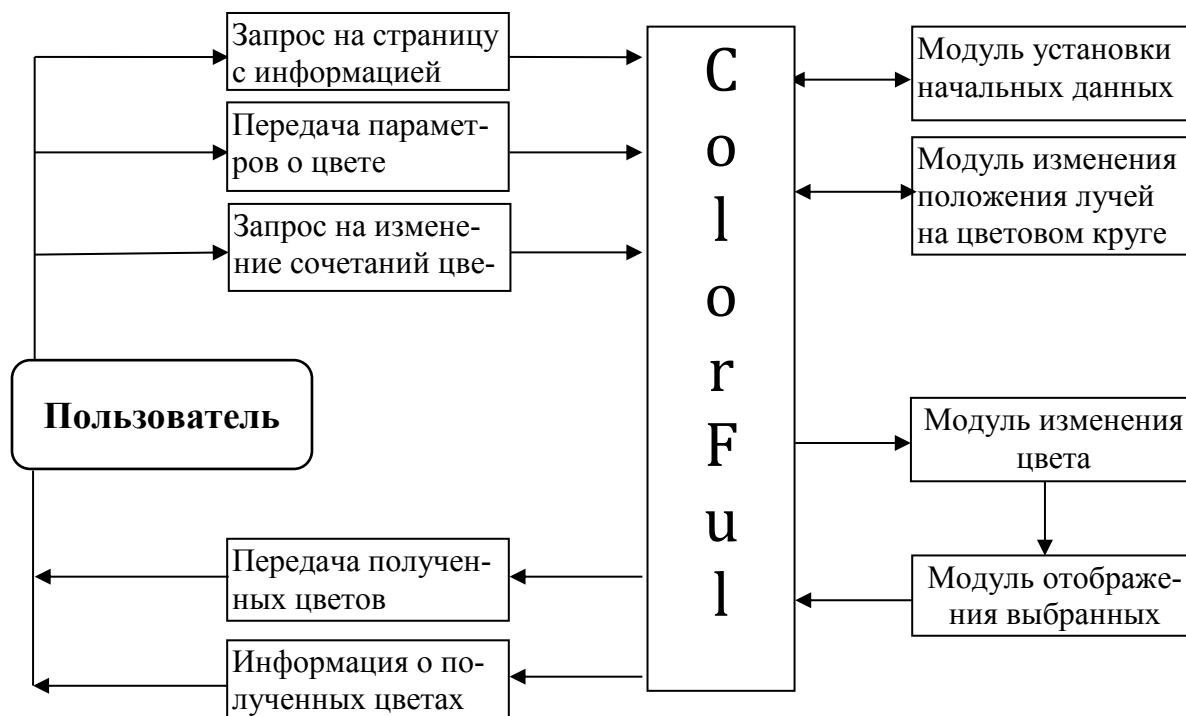 Запрос на страницу
с информацией
Передача парамет-
ров о цвете
Запрос на измене-
ние сочетаний цве-
Пользователь
Передача получен-
ных цветов
Информация о по-
лученных цветах
C
o
l
o
r
F
u
l
Модуль установки
начальных данных
Модуль изменения
положения лучей
на цветовом круге
Модуль изменения
цвета
Модуль отображе-
ния выбранных